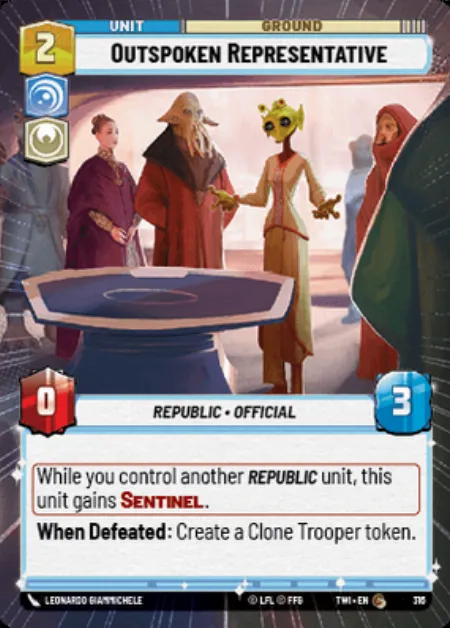 UNIT GROUND
2 OUTSPOKEN REPRESENTATIVE
0 REPUBLIC • OFFICIAL 3
While you control another REPUBLIC unit, this
unit gains SENTINEL.
When Defeated: Create a Clone Trooper token.
LEONARDO GIAMMICHELE © LFL © FFG TWI • EN 316